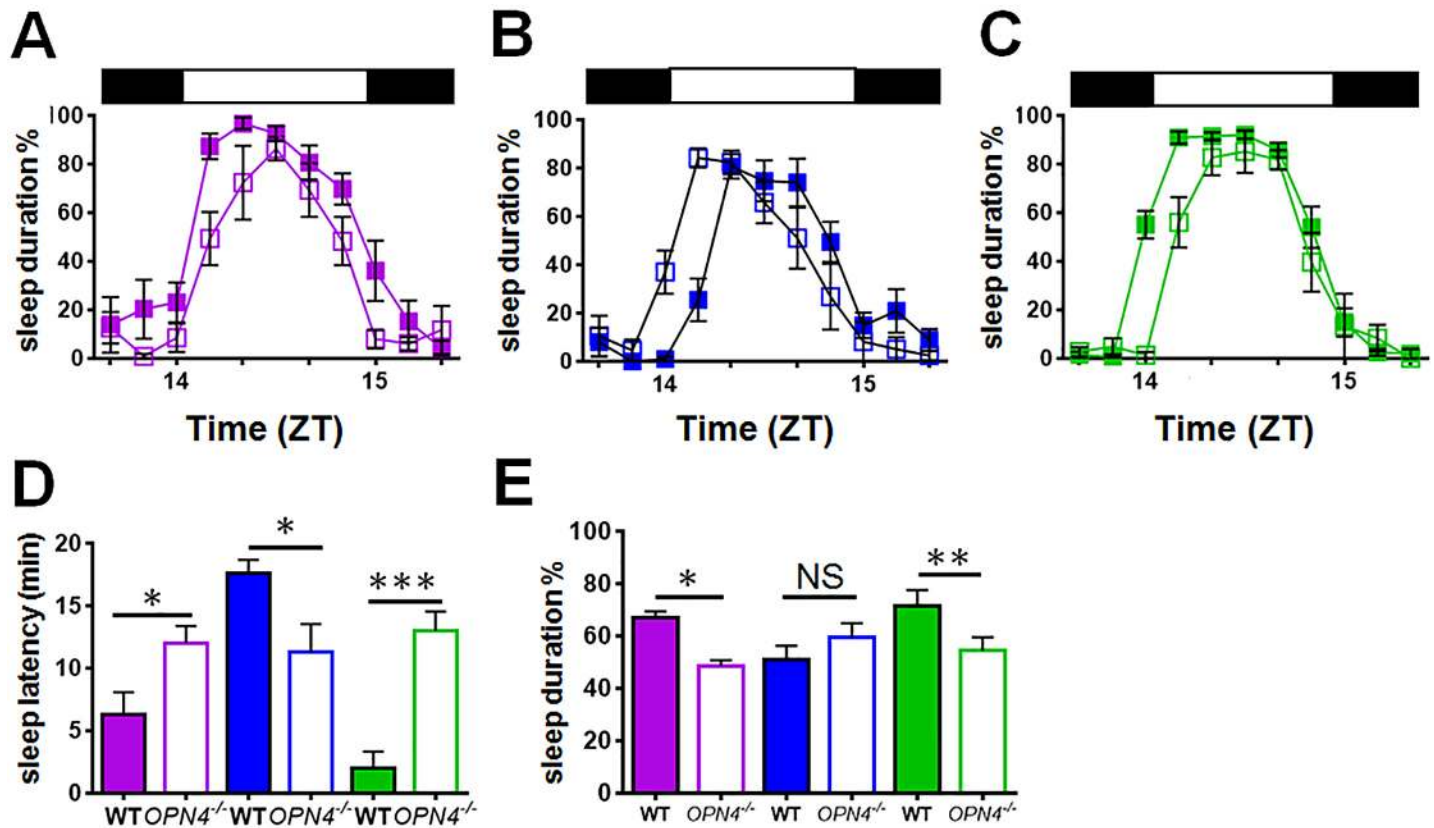 A
B
C
sleep duration %
100
80
60
40
20
0
14
15
Time (ZT)
sleep duration %
100
80
60
40
20
0
14
15
Time (ZT)
sleep duration %
100
80
60
40
20
0
14
15
Time (ZT)
D
E
sleep latency (min)
20
15
10
5
0
*
*
***
WT OPN4-/- WT OPN4-/- WT OPN4-/-
sleep duration %
100
80
60
40
20
0
*
NS
**
WT OPN4-/- WT OPN4-/- WT OPN4-/-